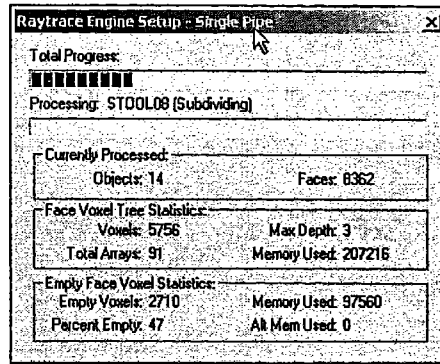 Raytrace Engine Setup - Single Pipe
Total Progress:
Processing: STOOL08 (Subdividing)
Currently Processed:
Objects: 14 Faces: 8362
Face Voxel Tree Statistics:
Voxels: 5756 Max Depth: 3
Total Arrays: 91 Memory Used: 207216
Empty Face Voxel Statistics:
Empty Voxels: 2710 Memory Used: 97560
Percent Empty: 47 Alt Mem Used: 0